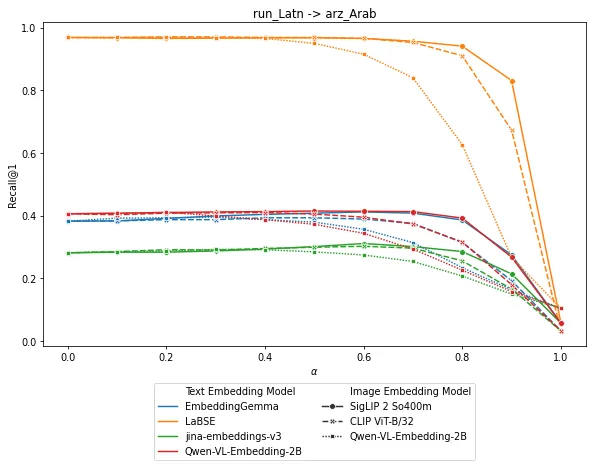 run_Latn -> arz_Arab
Recall@1
1.0
0.8
0.6
0.4
0.2
0.0
0.0 0.2 0.4 0.6 0.8 1.0
α
Text Embedding Model
EmbeddingGemma
LaBSE
jina-embeddings-v3
Qwen-VL-Embedding-2B
Image Embedding Model
SigLIP 2 So400m
CLIP ViT-B/32
Qwen-VL-Embedding-2B